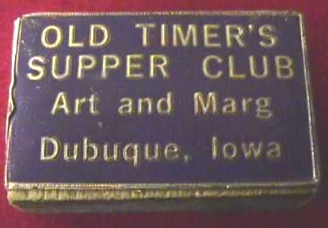 OLD TIMER'S
SUPPER CLUB
Art and Marg
Dubuque, Iowa